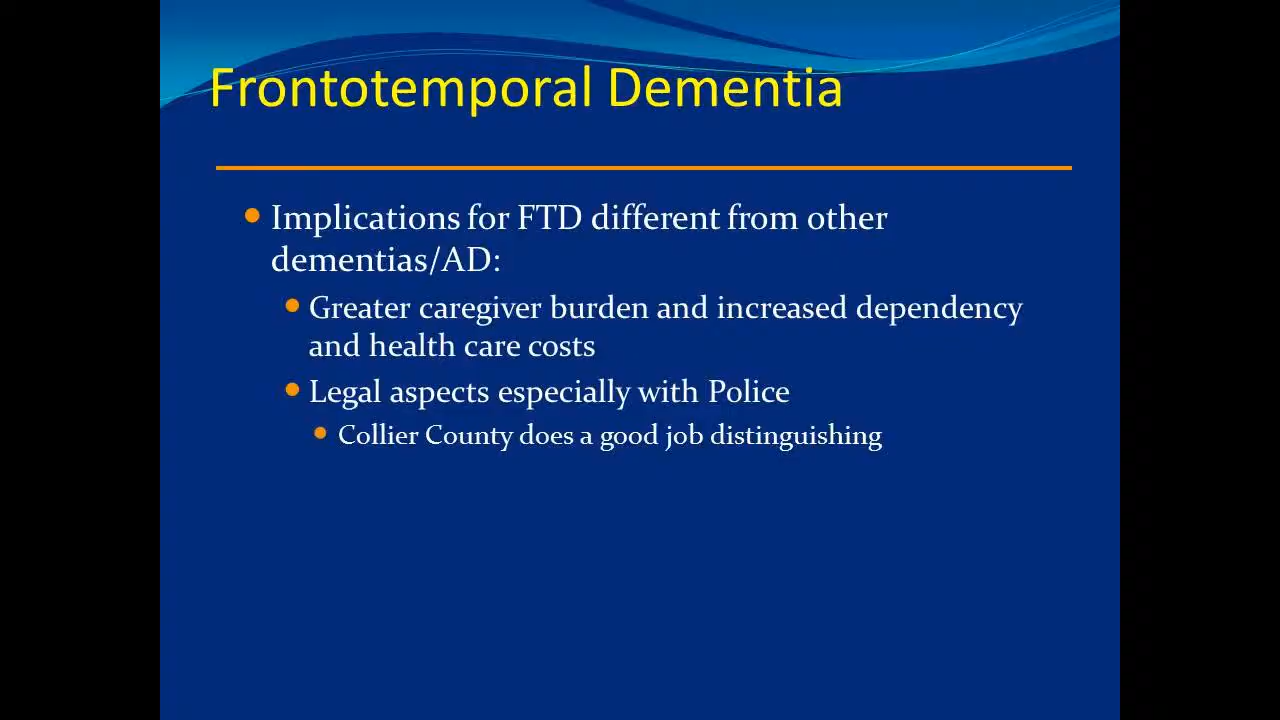 Frontotemporal Dementia
Implications for FTD different from other
dementias/AD:
Greater caregiver burden and increased dependency
and health care costs
Legal aspects especially with Police
Collier County does a good job distinguishing